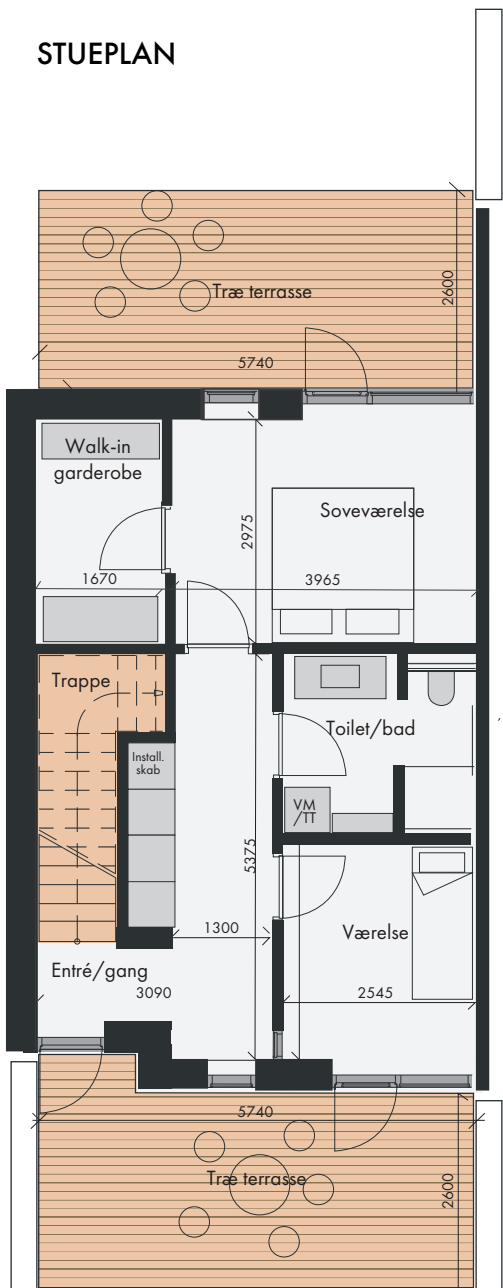 STUEPLAN
Træ terrasse
2600
5740
Walk-in
garderobe
Soveværelse
2975
1670
3965
Trappe
Toilet/bad
Install.
skab
VM
/TT
5375
1300
Værelse
Entré/gang
3090
2545
5740
Træ terrasse
2600